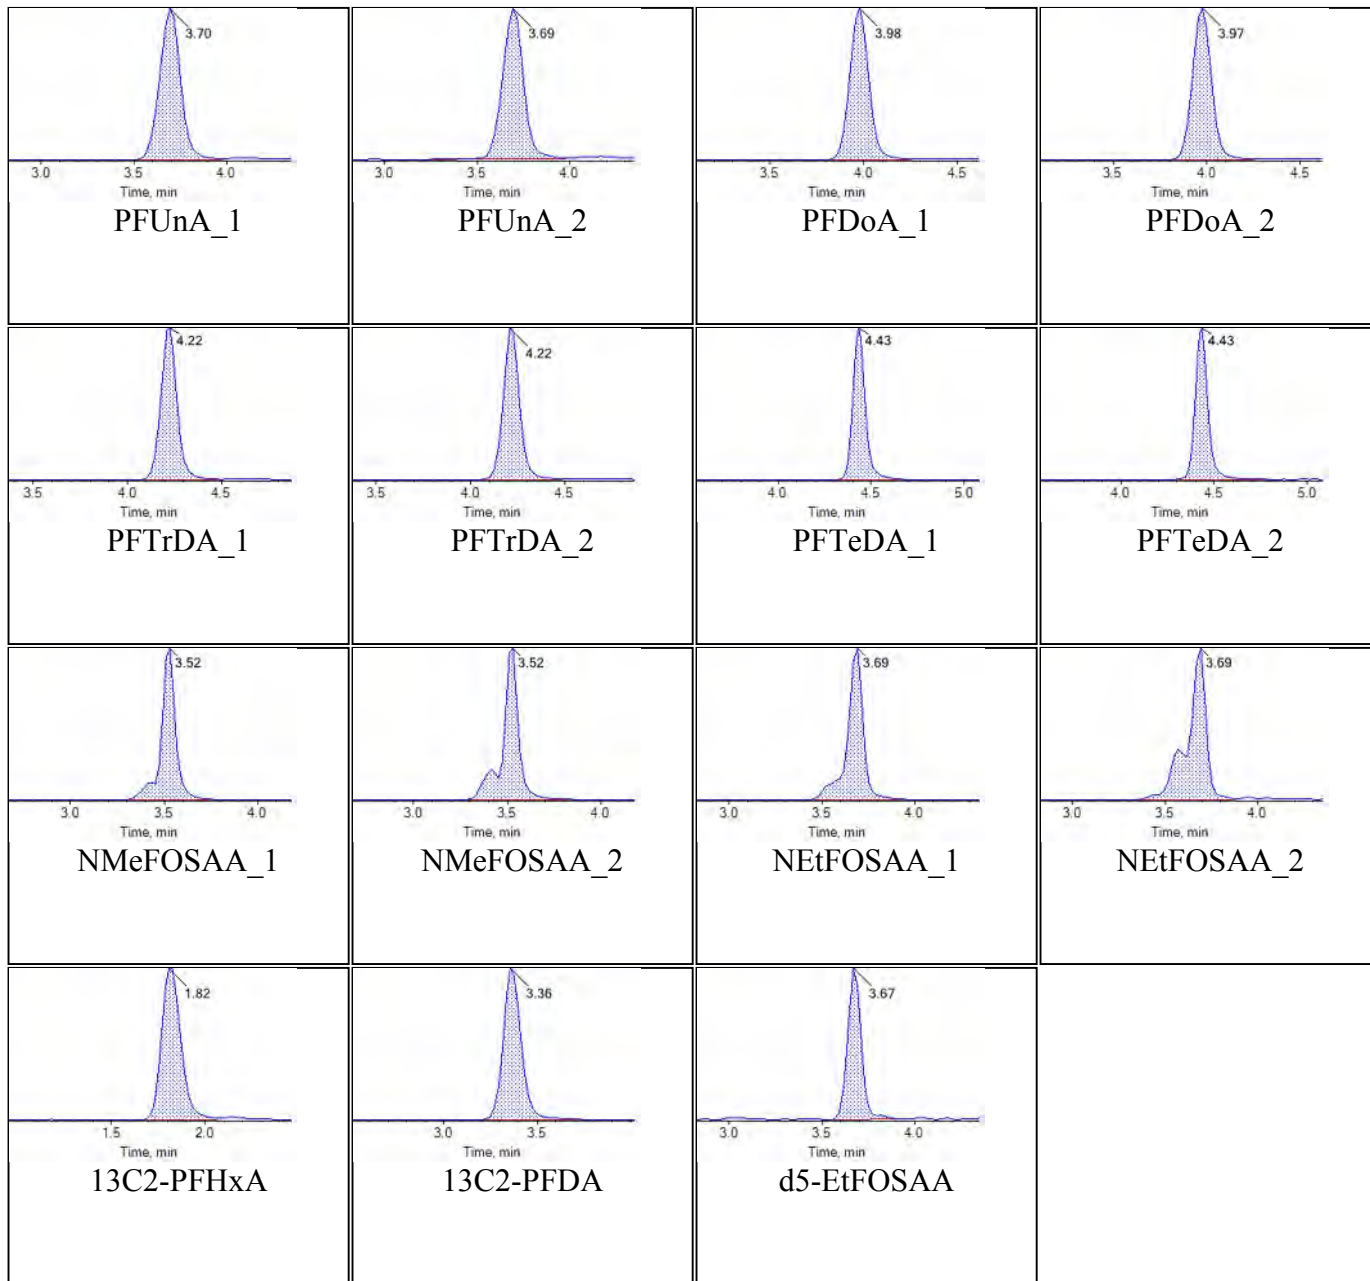 3.70
3.0 3.5 4.0
Time, min
PFUnA_1
3.69
3.0 3.5 4.0
Time, min
PFUnA_2
3.98
3.5 4.0 4.5
Time, min
PFDoA_1
3.97
3.5 4.0 4.5
Time, min
PFDoA_2
4.22
3.5 4.0 4.5
Time, min
PFTrDA_1
4.22
3.5 4.0 4.5
Time, min
PFTrDA_2
4.43
4.0 4.5 5.0
Time, min
PFTeDA_1
4.43
4.0 4.5 5.0
Time, min
PFTeDA_2
3.52
3.0 3.5 4.0
Time, min
NMeFOSAA_1
3.52
3.0 3.5 4.0
Time, min
NMeFOSAA_2
3.69
3.0 3.5 4.0
Time, min
NEtFOSAA_1
3.69
3.0 3.5 4.0
Time, min
NEtFOSAA_2
1.82
1.5 2.0
Time, min
13C2-PFHxA
3.36
3.0 3.5
Time, min
13C2-PFDA
3.67
3.0 3.5 4.0
Time, min
d5-EtFOSAA